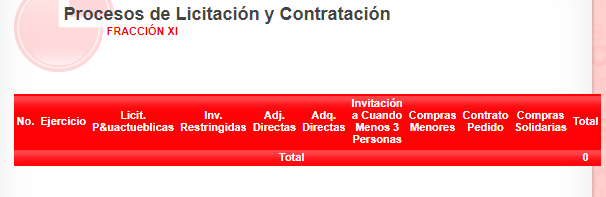 Procesos de Licitación y Contratación
FRACCIÓN XI
No. Ejercicio Licit. P&uactueblicas Inv. Restringidas Adj. Directas Adq. Directas Invitación a Cuando Menos 3 Personas Compras Menores Contrato Pedido Compras Solidarias Total
Total 0